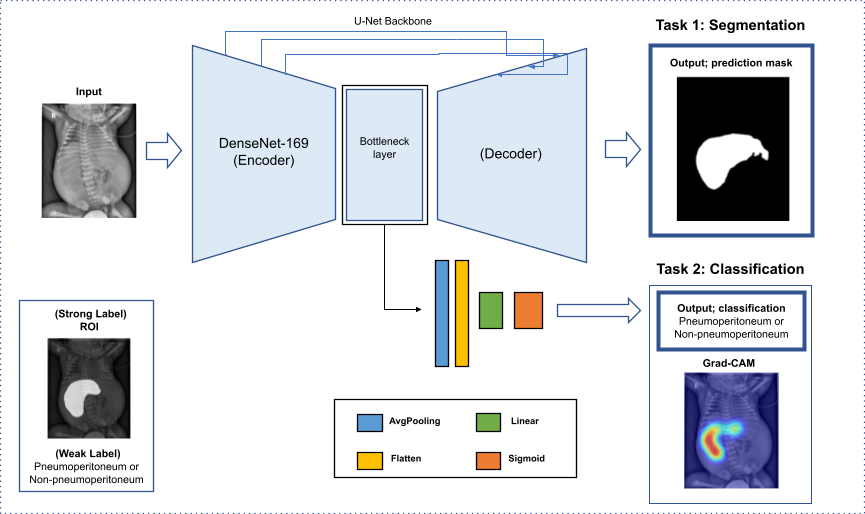 U-Net Backbone
Task 1: Segmentation
Input
DenseNet-169
(Encoder)
Bottleneck
layer
(Decoder)
Output; prediction mask
Task 2: Classification
Output; classification
Pneumoperitoneum or
Non-pneumoperitoneum
Grad-CAM
(Strong Label)
ROI
(Weak Label)
Pneumoperitoneum or
Non-pneumoperitoneum
AvgPooling
Linear
Flatten
Sigmoid